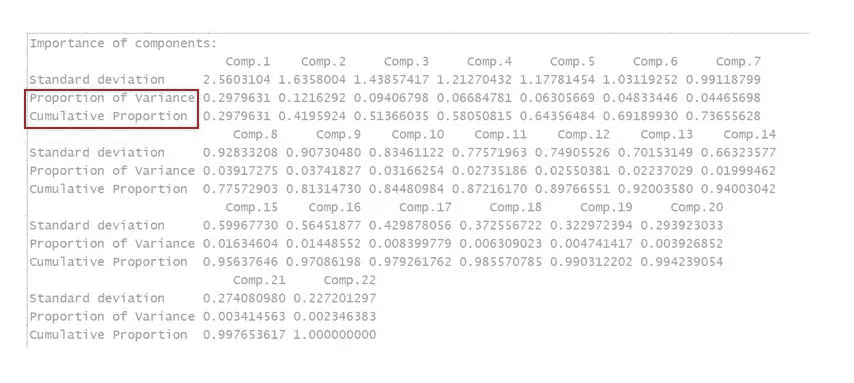 Importance of components:
Comp.1 Comp.2 Comp.3 Comp.4 Comp.5 Comp.6 Comp.7
Standard deviation 2.5603104 1.6358004 1.43857417 1.21270432 1.17781454 1.03119252 0.99118799
Proportion of Variance 0.2979631 0.1216292 0.09406798 0.06684781 0.06305669 0.04833446 0.04465698
Cumulative Proportion 0.2979631 0.4195924 0.51366035 0.58050815 0.64356484 0.69189930 0.73655628
Comp.8 Comp.9 Comp.10 Comp.11 Comp.12 Comp.13 Comp.14
Standard deviation 0.92833208 0.90730480 0.83461122 0.77571963 0.74905526 0.70153149 0.66323577
Proportion of Variance 0.03917275 0.03741827 0.03166254 0.02735186 0.02550381 0.02237029 0.01999462
Cumulative Proportion 0.77572903 0.81314730 0.84480984 0.87216170 0.89766551 0.92003580 0.94003042
Comp.15 Comp.16 Comp.17 Comp.18 Comp.19 Comp.20
Standard deviation 0.59967730 0.56451877 0.429878056 0.372556722 0.322972394 0.293923033
Proportion of Variance 0.01634604 0.01448552 0.008399779 0.006309023 0.004741417 0.003926852
Cumulative Proportion 0.95637646 0.97086198 0.979261762 0.985570785 0.990312202 0.994239054
Comp.21 Comp.22
Standard deviation 0.274080980 0.227201297
Proportion of Variance 0.003414563 0.002346383
Cumulative Proportion 0.997653617 1.000000000